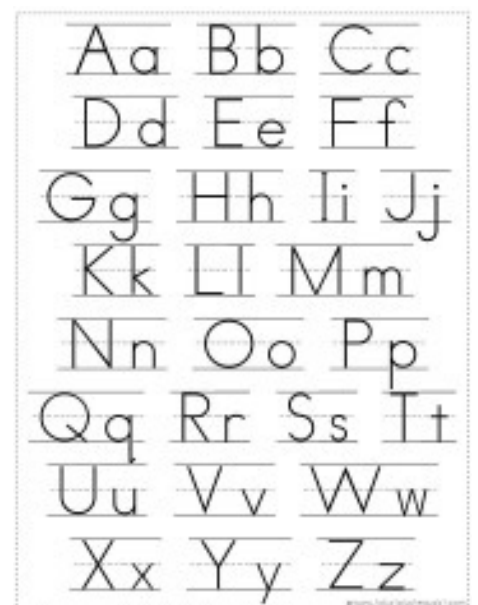 Aa Bb Cc
Dd Ee Ff
Gg Hh Ii Jj
Kk Ll Mm
Nn Oo Pp
Qq Rr Ss Tt
Uu Vv Ww
Xx Yy Zz